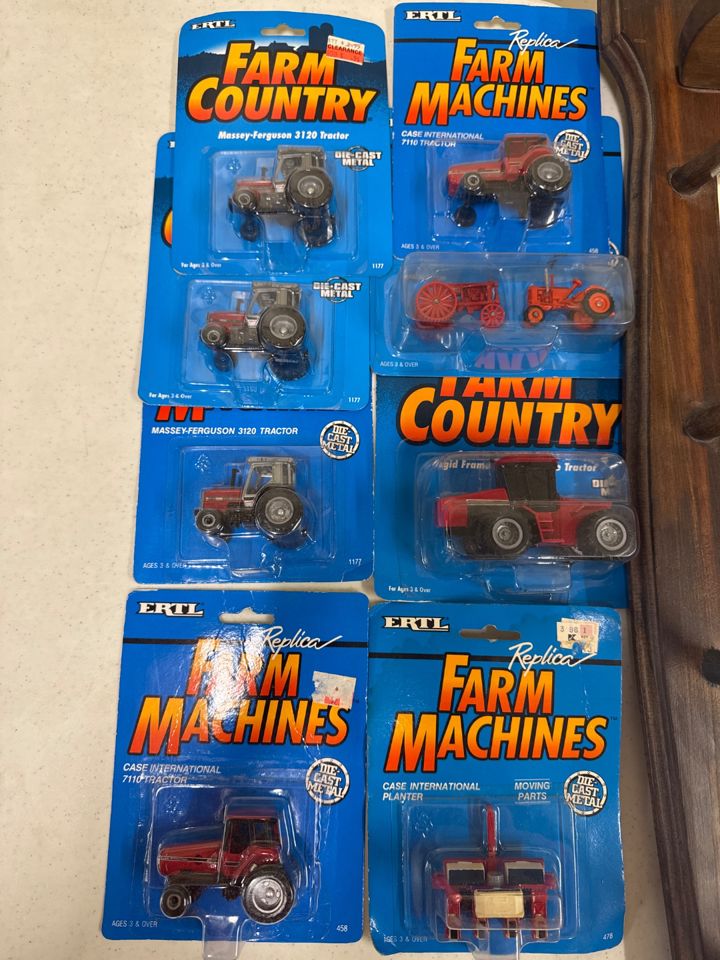 ERTL
CLEARANCE
FARM
COUNTRY
Massey-Ferguson 3120 Tractor
DIE-CAST
METAL
For Ages 3 & Over
1177
ERTL
Replica
FARM
MACHINES
CASE INTERNATIONAL
7110 TRACTOR
DIE-
CAST
METAL
AGES 3 & OVER
458
DIE-CAST
METAL
For Ages 3 & Over
1177
AGES 3 & OVER
MASSEY-FERGUSON 3120 TRACTOR
DIE-
CAST
METAL
AGES 3 & OVER
1177
FARM
COUNTRY
Tractor
For Ages 3 & Over
ERTL
Replica
FARM
MACHINES
CASE INTERNATIONAL
7110 TRACTOR
DIE-
CAST
METAL
AGES 3 & OVER
458
ERTL
Replica
FARM
MACHINES
CASE INTERNATIONAL
PLANTER
MOVING
PARTS
DIE-
CAST
METAL
AGES 3 & OVER
478